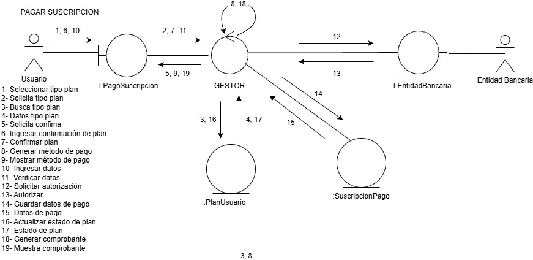 PAGAR SUSCRIPCION
8, 18
1, 6, 10
2, 7, 11
12
5, 9, 19
13
Usuario
I.PagoSuscripcion
GESTOR
I.EntidadBancaria
Entidad Bancaria
14
3, 16
4, 17
15
:PlanUsuario
:SuscripcionPago
1- Seleccionar tipo plan
2- Solicita tipo plan
3- Busca tipo plan
4- Datos tipo plan
5- Solicita confirma
6- Ingresar confirmación de plan
7- Confirmar plan
8- Generar método de pago
9- Mostrar método de pago
10- Ingresar datos
11- Verificar datos
12- Solicitar autorización
13- Autorizar
14- Guardar datos de pago
15- Datos de pago
16- Actualizar estado de plan
17- Estado de plan
18- Generar comprobante
19- Muestra comprobante
3, 8